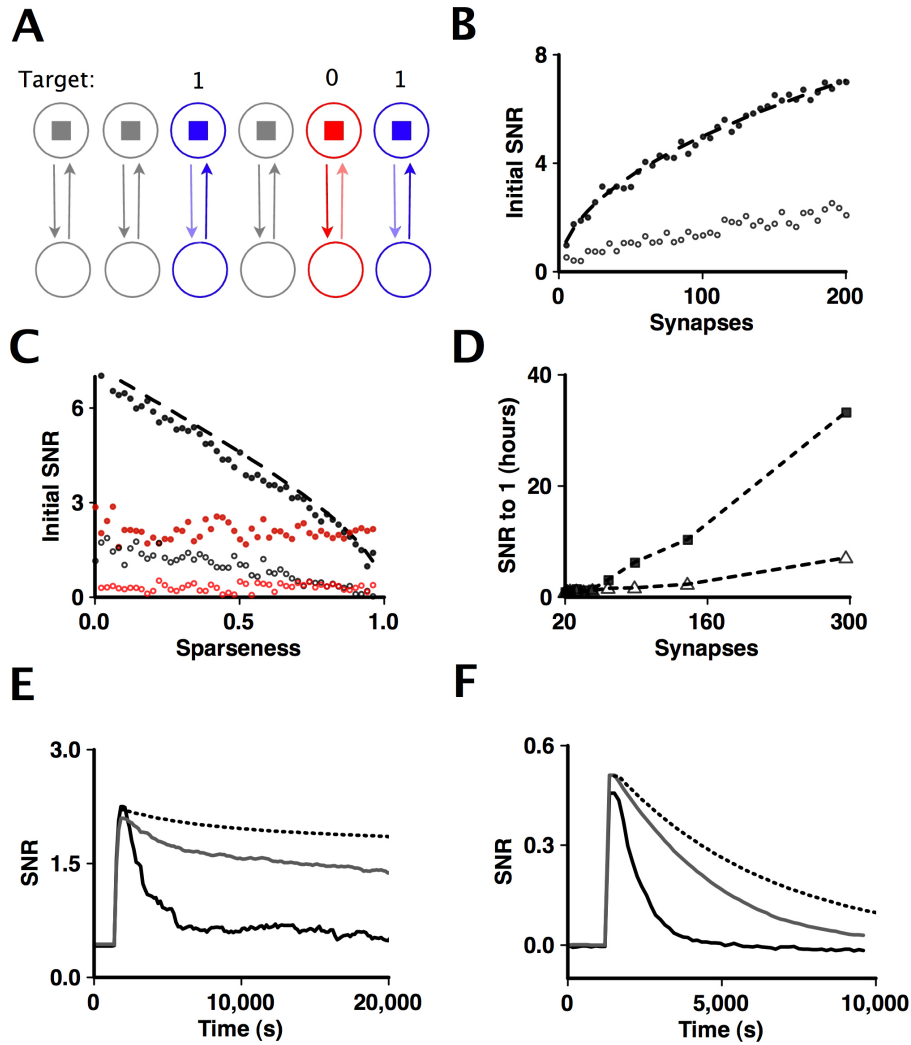 A
Target: 1 0 1
B
8
4
0
Initial SNR
0 100 200
Synapses
C
6
3
0
Initial SNR
0.0 0.5 1.0
Sparseness
D
40
20
0
SNR to 1 (hours)
20 160 300
Synapses
E
3.0
1.5
0.0
SNR
0 10,000 20,000
Time (s)
F
0.6
0.3
0.0
SNR
0 5,000 10,000
Time (s)